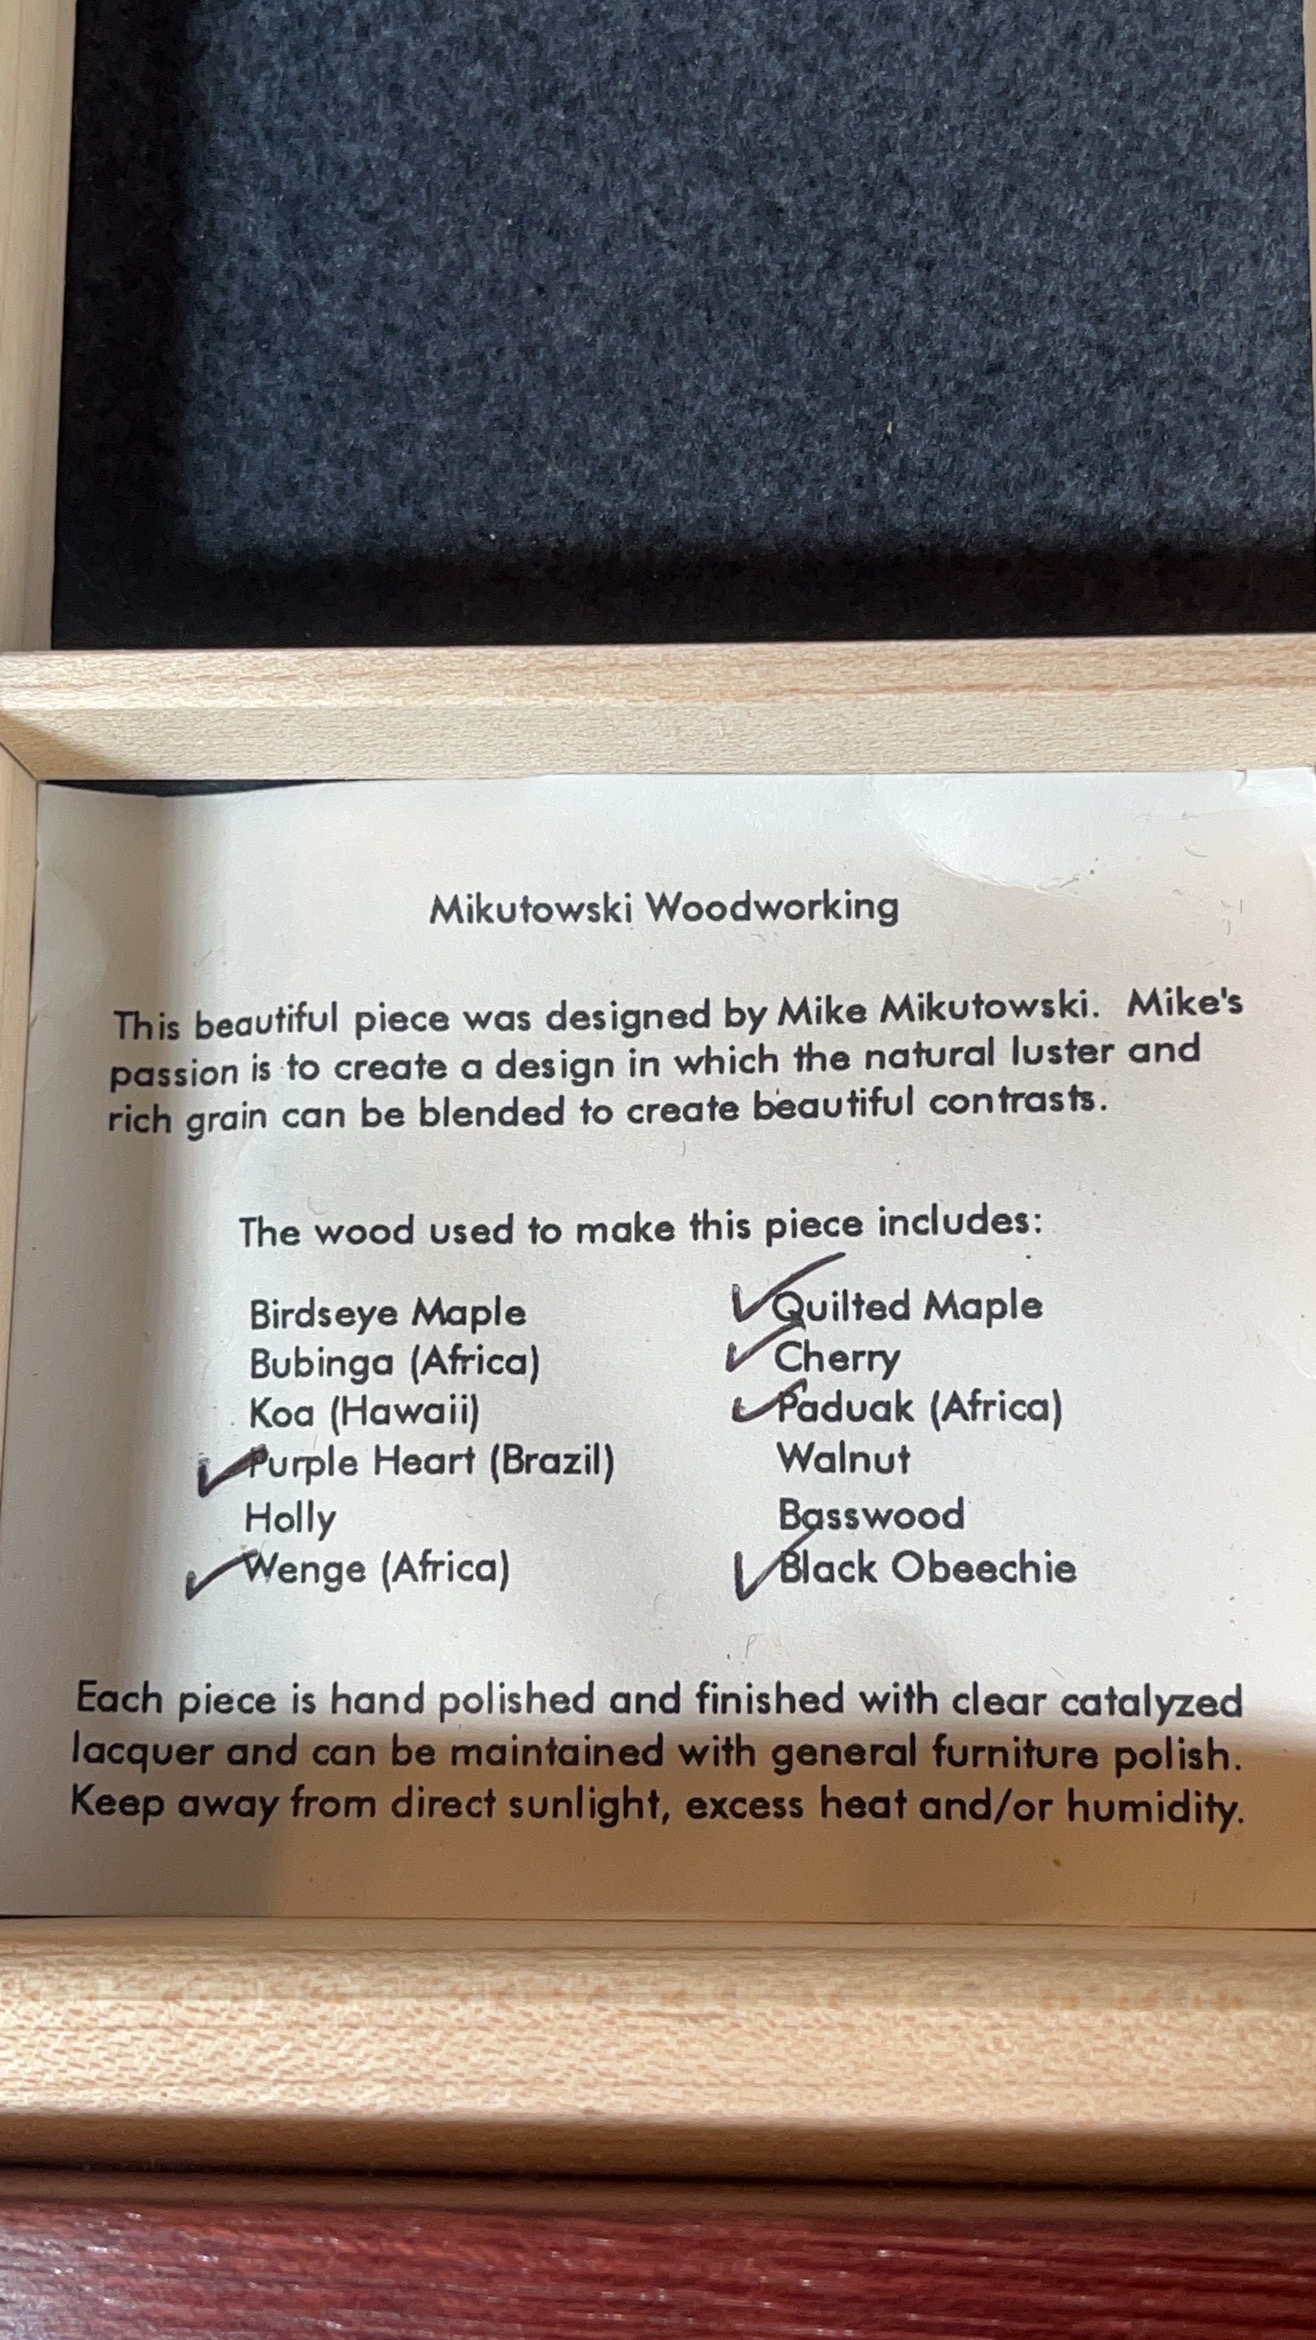 Mikutowski Woodworking
This beautiful piece was designed by Mike Mikutowski. Mike's
passion is to create a design in which the natural luster and
rich grain can be blended to create beautiful contrasts.
The wood used to make this piece includes:
Birdseye Maple
Bubinga (Africa)
Koa (Hawaii)
✓ Purple Heart (Brazil)
Holly
✓ Wenge (Africa)
✓ Quilted Maple
✓ Cherry
✓ Paduak (Africa)
Walnut
Basswood
✓ Black Obeechie
Each piece is hand polished and finished with clear catalyzed
lacquer and can be maintained with general furniture polish.
Keep away from direct sunlight, excess heat and/or humidity.